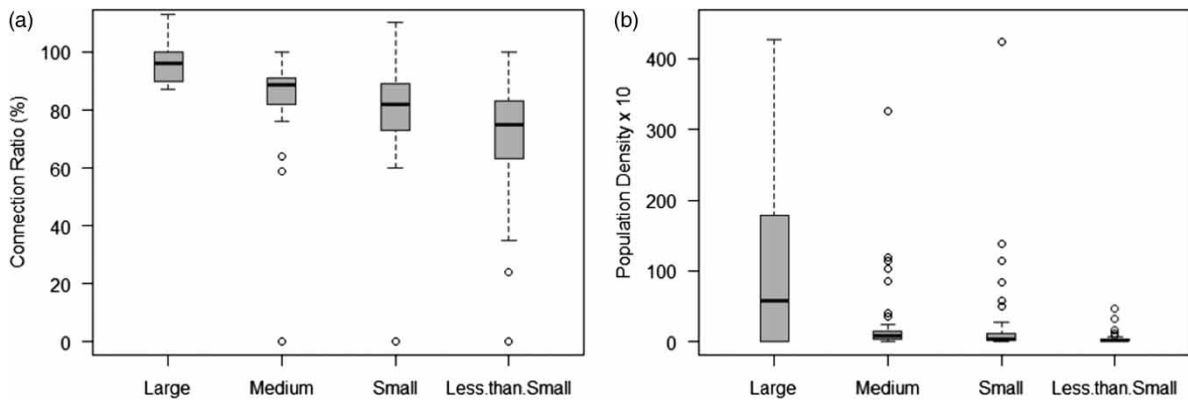 (a)
Connection Ratio (%)
100
80
60
40
20
0
Large Medium Small Less.than.Small
(b)
Population Density x 10
400
300
200
100
0
Large Medium Small Less.than.Small